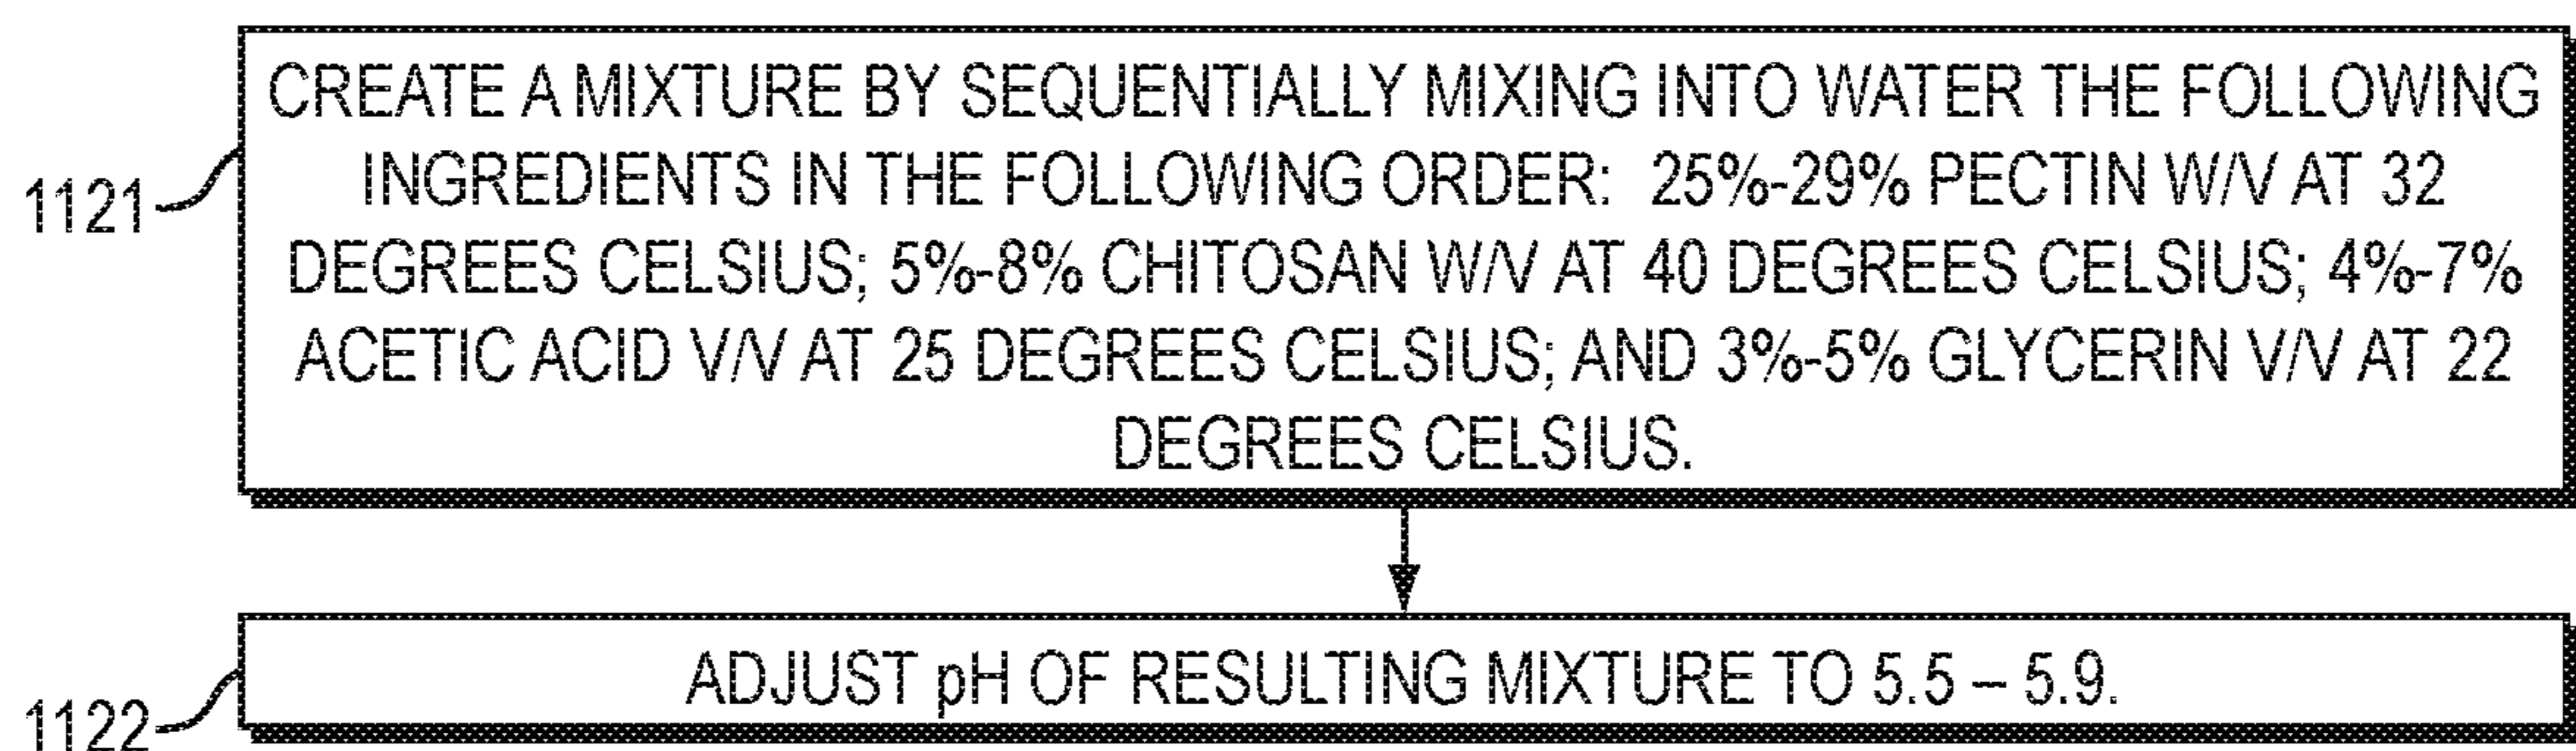 CREATE A MIXTURE BY SEQUENTIALLY MIXING INTO WATER THE FOLLOWING
INGREDIENTS IN THE FOLLOWING ORDER: 25%-29% PECTIN W/V AT 32
1121
DEGREES CELSIUS; 5%-8% CHITOSAN W/V AT 40 DEGREES CELSIUS; 4%-7%
ACETIC ACID V/V AT 25 DEGREES CELSIUS; AND 3%-5% GLYCERIN V/V AT 22
DEGREES CELSIUS.
ADJUST pH OF RESULTING MIXTURE TO 5.5 – 5.9.
1122